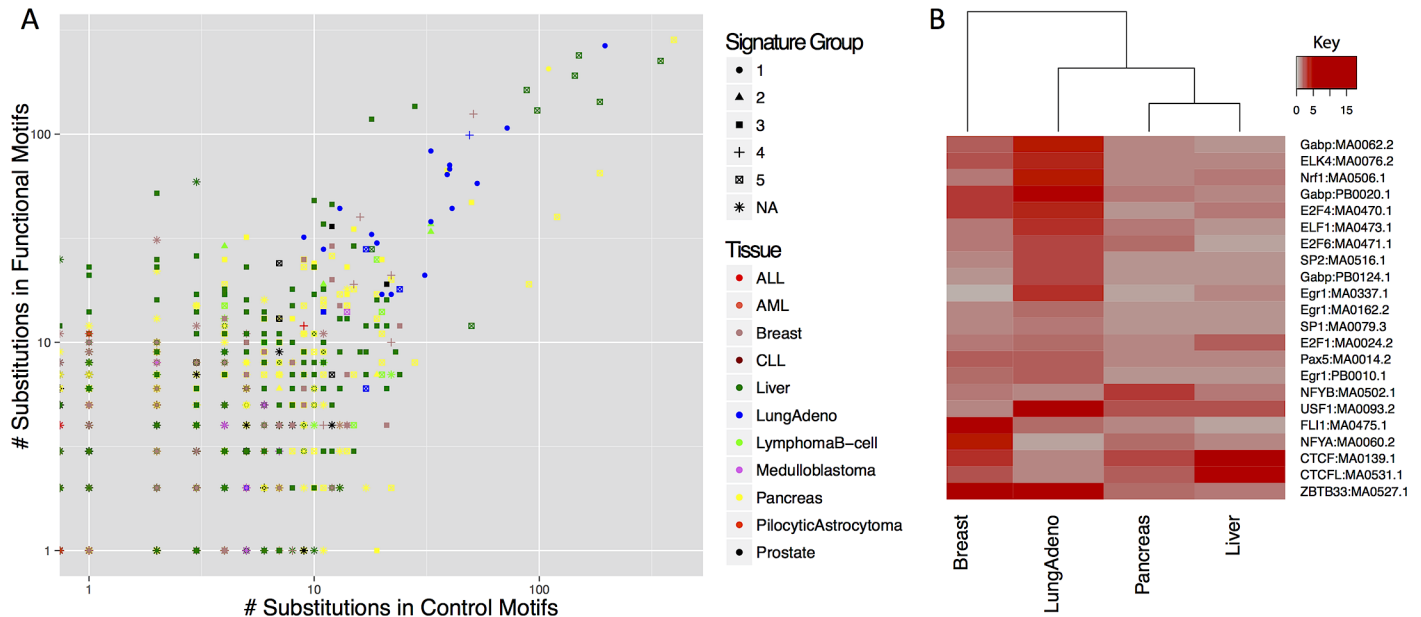 A
# Substitutions in Functional Motifs
100
10
1
1
10
100
# Substitutions in Control Motifs
Signature Group
1
2
3
4
5
NA
Tissue
ALL
AML
Breast
CLL
Liver
LungAdeno
LymphomaB-cell
Medulloblastoma
Pancreas
PilocyticAstrocytoma
Prostate
B
Key
0 5 15
Gabp:MA0062.2
ELK4:MA0076.2
Nrf1:MA0506.1
Gabp:PB0020.1
E2F4:MA0470.1
ELF1:MA0473.1
E2F6:MA0471.1
SP2:MA0516.1
Gabp:PB0124.1
Egr1:MA0337.1
Egr1:MA0162.2
SP1:MA0079.3
E2F1:MA0024.2
Pax5:MA0014.2
Egr1:PB0010.1
NFYB:MA0502.1
USF1:MA0093.2
FLI1:MA0475.1
NFYA:MA0060.2
CTCF:MA0139.1
CTCFL:MA0531.1
ZBTB33:MA0527.1
Breast
LungAdeno
Pancreas
Liver